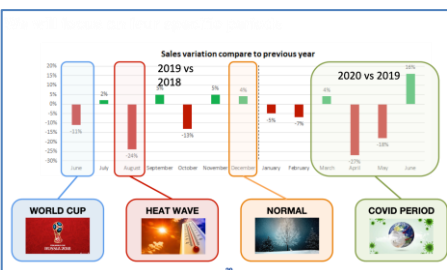 Sales variation compare to previous year
2019 vs
2018
2020 vs 2019
20%
15%
10%
5%
0%
-5%
-10%
-15%
-20%
-25%
-30%
-11%
2%
-24%
5%
-13%
5%
4%
-5%
-7%
4%
-27%
-18%
16%
June
July
August
September
October
November
December
January
February
March
April
May
June
WORLD CUP
HEAT WAVE
NORMAL
COVID PERIOD